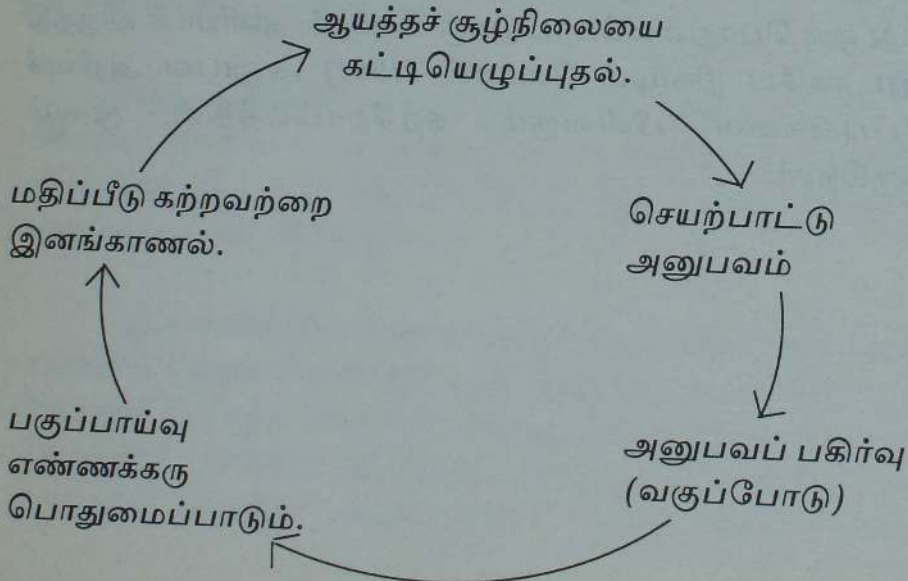 ஆயத்தச் சூழ்நிலையை
கட்டியெழுப்புதல்.
செயற்பாட்டு
அனுபவம்
அனுபவப் பகிர்வு
(வகுப்போடு)
பகுப்பாய்வு
எண்ணக்கரு
பொதுமைப்பாடும்.
மதிப்பீடு கற்றவற்றை
இனங்காணல்.